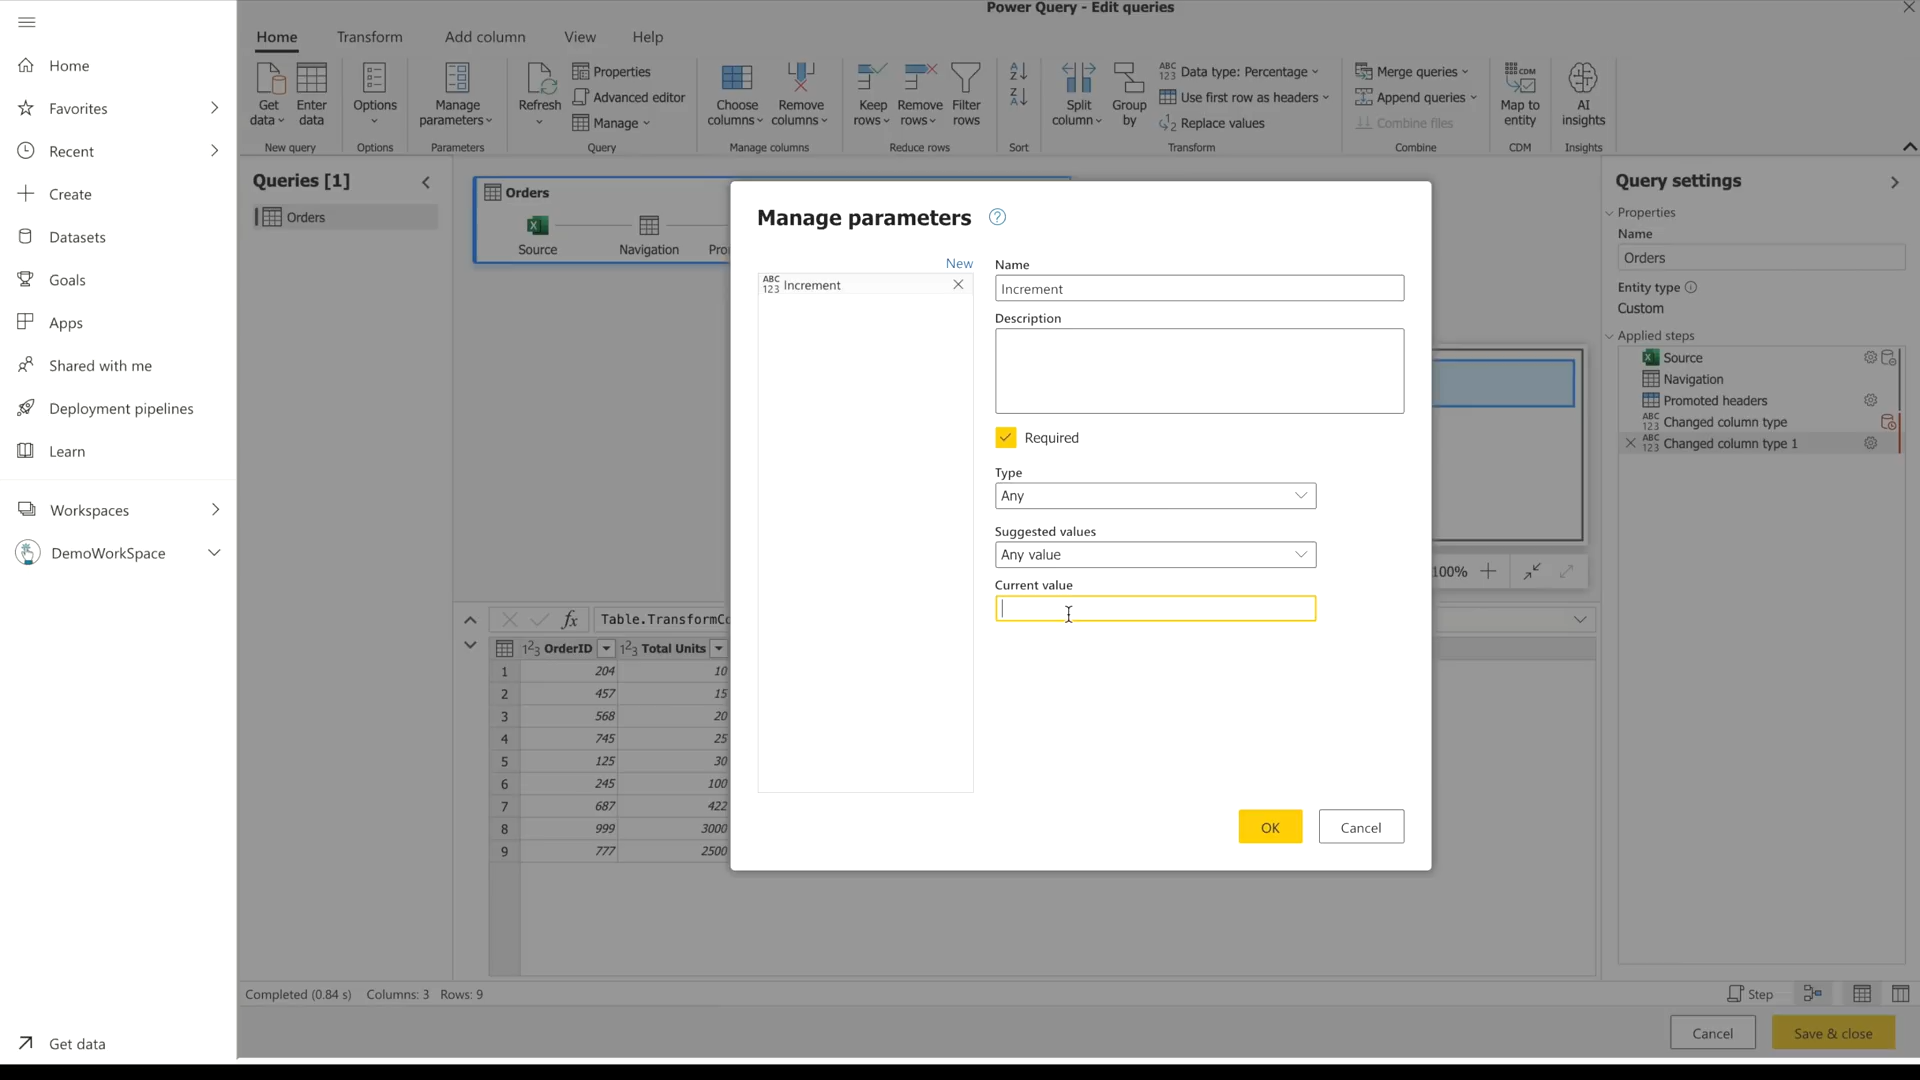 Power Query - Edit queries
Home
Favorites
Recent
Create
Datasets
Goals
Apps
Shared with me
Deployment pipelines
Learn
Workspaces
DemoWorkSpace
Get data
Home Transform Add column View Help
Get data
Enter data
New query
Options
Options
Manage parameters
Parameters
Refresh
Properties
Advanced editor
Manage
Query
Choose columns
Remove columns
Manage columns
Keep rows
Remove rows
Filter rows
Reduce rows
Sort
Split column
Group by
Data type: Percentage
Use first row as headers
Replace values
Transform
Merge queries
Append queries
Combine files
Combine
Map to entity
CDM
AI insights
Insights
Queries [1]
Orders
Orders
Source
Navigation
Pro
Manage parameters
New
ABC 123 Increment
Name
Increment
Description
Required
Type
Any
Suggested values
Any value
Current value
OK Cancel
100%
fx Table.TransformCo
OrderID Total Units
1 204 10
2 457 15
3 568 20
4 745 25
5 125 30
6 245 100
7 687 422
8 999 3000
9 777 2500
Query settings
Properties
Name
Orders
Entity type
Custom
Applied steps
Source
Navigation
Promoted headers
ABC 123 Changed column type
ABC 123 Changed column type 1
Completed (0.84 s) Columns: 3 Rows: 9
Step
Cancel Save & close